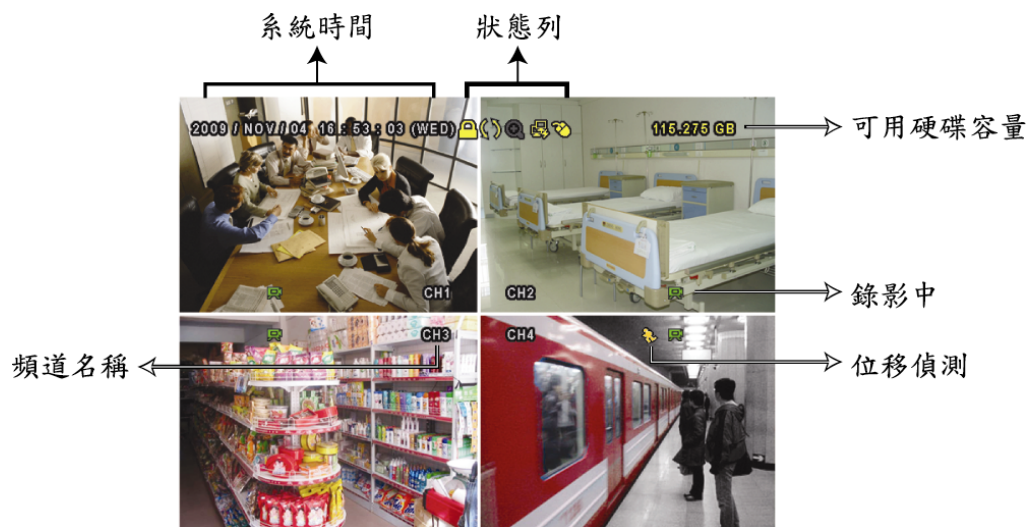 系統時間
狀態列
2009 / NOV / 04 16 : 53 : 03 (WED)
115.275 GB
可用硬碟容量
CH1
CH2
錄影中
CH3
CH4
頻道名稱
位移偵測